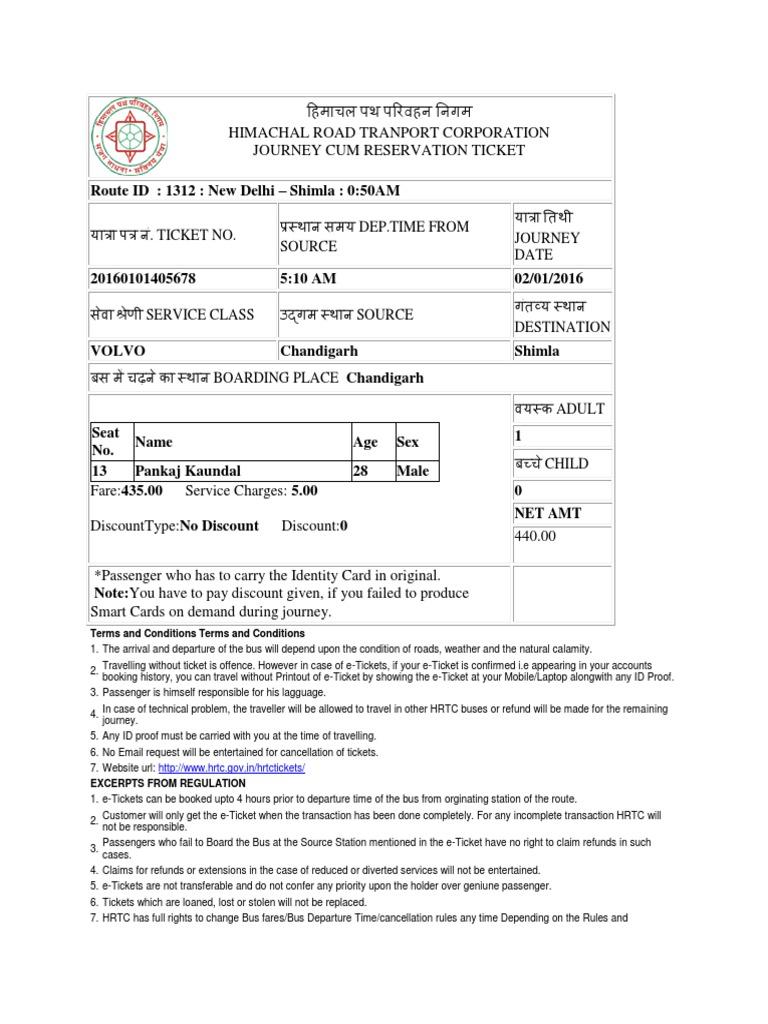 हिमाचल पथ परिवहन निगम
HIMACHAL ROAD TRANPORT CORPORATION
JOURNEY CUM RESERVATION TICKET
Route ID : 1312 : New Delhi – Shimla : 0:50AM
यात्रा पत्र नं. TICKET NO.
प्रस्थान समय DEP.TIME FROM
SOURCE
यात्रा तिथी
JOURNEY
DATE
20160101405678
5:10 AM
02/01/2016
सेवा श्रेणी SERVICE CLASS
उद्गम स्थान SOURCE
गंतव्य स्थान
DESTINATION
VOLVO
Chandigarh
Shimla
बस में चढ़ने का स्थान BOARDING PLACE Chandigarh
वयस्क ADULT
1
बच्चे CHILD
0
NET AMT
440.00
Seat
No.
Name
Age
Sex
13
Pankaj Kaundal
28
Male
Fare:435.00 Service Charges: 5.00
DiscountType:No Discount Discount:0
*Passenger who has to carry the Identity Card in original.
Note:You have to pay discount given, if you failed to produce
Smart Cards on demand during journey.
Terms and Conditions Terms and Conditions
1. The arrival and departure of the bus will depend upon the condition of roads, weather and the natural calamity.
2. Travelling without ticket is offence. However in case of e-Tickets, if your e-Ticket is confirmed i.e appearing in your accounts
booking history, you can travel without Printout of e-Ticket by showing the e-Ticket at your Mobile/Laptop alongwith any ID Proof.
3. Passenger is himself responsible for his lagguage.
4. In case of technical problem, the traveller will be allowed to travel in other HRTC buses or refund will be made for the remaining
journey.
5. Any ID proof must be carried with you at the time of travelling.
6. No Email request will be entertained for cancellation of tickets.
7. Website url: http://www.hrtc.gov.in/hrtctickets/
EXCERPTS FROM REGULATION
1. e-Tickets can be booked upto 4 hours prior to departure time of the bus from orginating station of the route.
2. Customer will only get the e-Ticket when the transaction has been done completely. For any incomplete transaction HRTC will
not be responsible.
3. Passengers who fail to Board the Bus at the Source Station mentioned in the e-Ticket have no right to claim refunds in such
cases.
4. Claims for refunds or extensions in the case of reduced or diverted services will not be entertained.
5. e-Tickets are not transferable and do not confer any priority upon the holder over geniune passenger.
6. Tickets which are loaned, lost or stolen will not be replaced.
7. HRTC has full rights to change Bus fares/Bus Departure Time/cancellation rules any time Depending on the Rules and